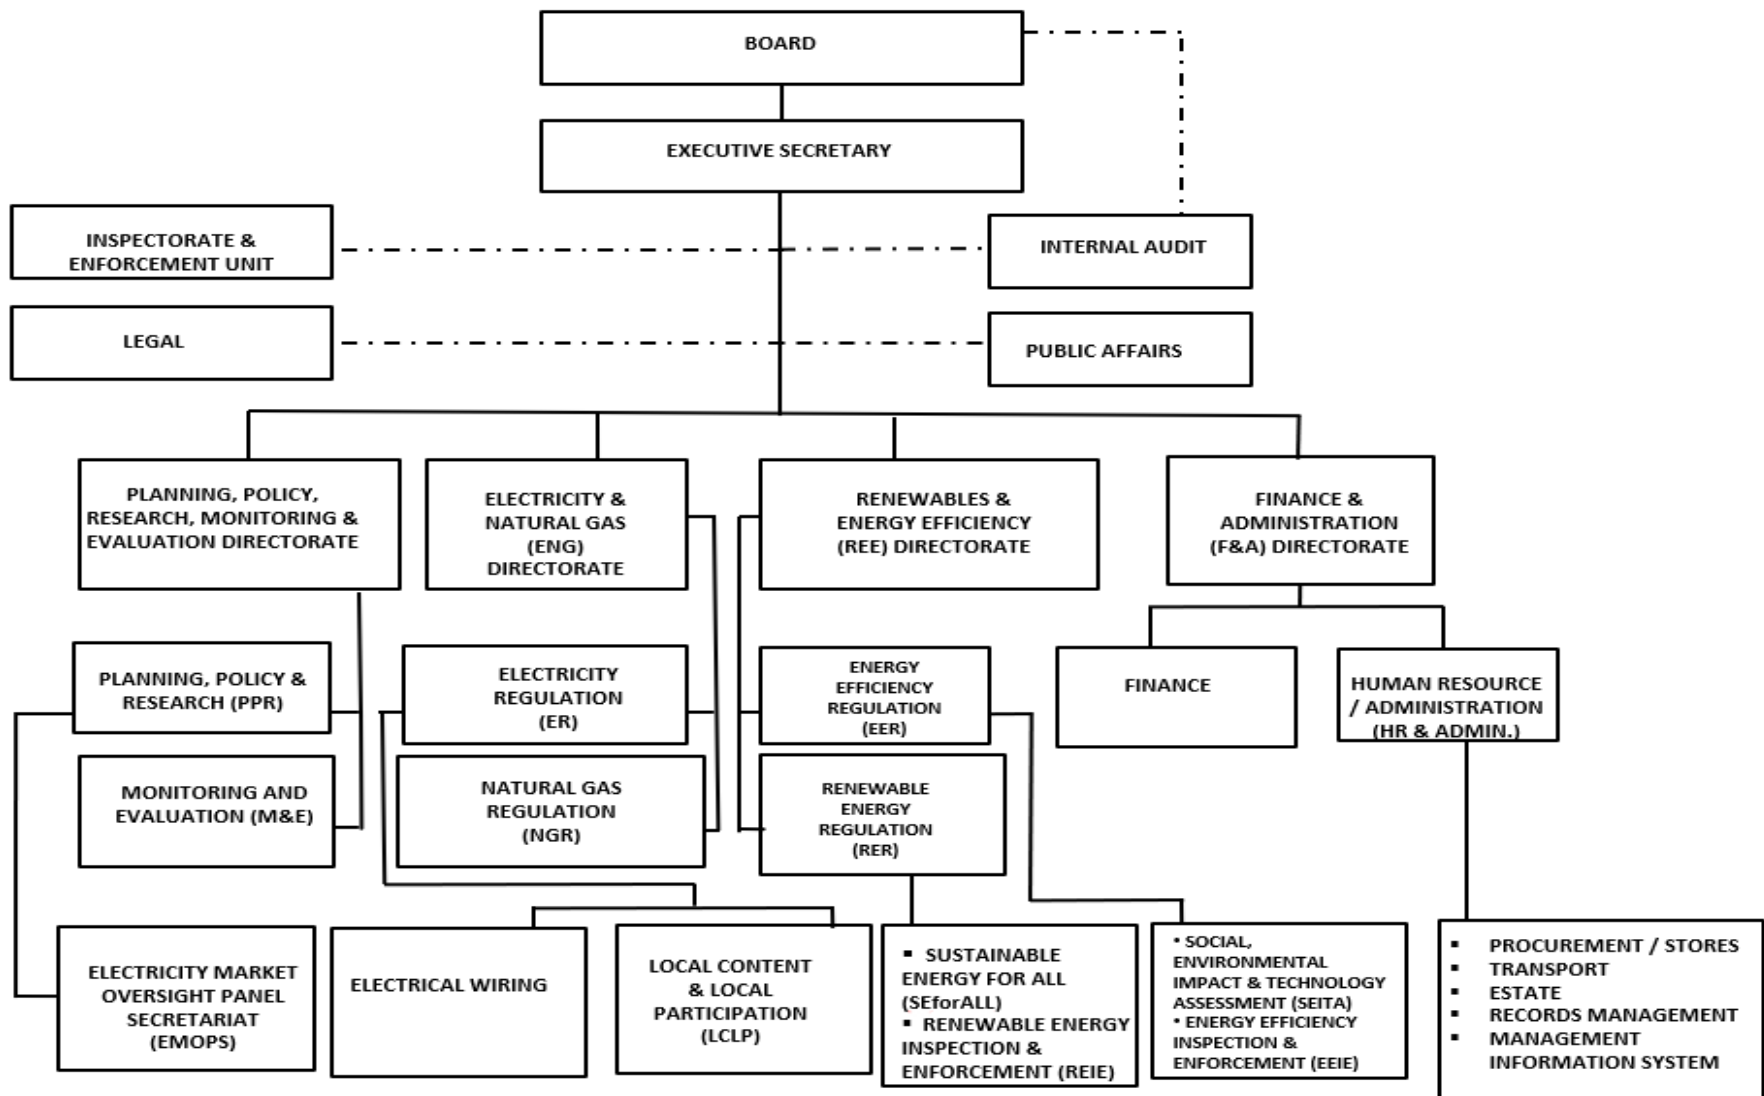 BOARD
EXECUTIVE SECRETARY
INSPECTORATE &
ENFORCEMENT UNIT
INTERNAL AUDIT
LEGAL
PUBLIC AFFAIRS
PLANNING, POLICY,
RESEARCH, MONITORING &
EVALUATION DIRECTORATE
ELECTRICITY &
NATURAL GAS
(ENG)
DIRECTORATE
RENEWABLES &
ENERGY EFFICIENCY
(REE) DIRECTORATE
FINANCE &
ADMINISTRATION
(F&A) DIRECTORATE
PLANNING, POLICY &
RESEARCH (PPR)
ELECTRICITY
REGULATION
(ER)
ENERGY
EFFICIENCY
REGULATION
(EER)
FINANCE
HUMAN RESOURCE
/ ADMINISTRATION
(HR & ADMIN.)
MONITORING AND
EVALUATION (M&E)
NATURAL GAS
REGULATION
(NGR)
RENEWABLE
ENERGY
REGULATION
(RER)
ELECTRICITY MARKET
OVERSIGHT PANEL
SECRETARIAT
(EMOPS)
ELECTRICAL WIRING
LOCAL CONTENT
& LOCAL
PARTICIPATION
(LCLP)
▪ SUSTAINABLE
ENERGY FOR ALL
(SEforALL)
▪ RENEWABLE ENERGY
INSPECTION &
ENFORCEMENT (REIE)
• SOCIAL,
ENVIRONMENTAL
IMPACT & TECHNOLOGY
ASSESSMENT (SEITA)
• ENERGY EFFICIENCY
INSPECTION &
ENFORCEMENT (EEIE)
▪ PROCUREMENT / STORES
▪ TRANSPORT
▪ ESTATE
▪ RECORDS MANAGEMENT
▪ MANAGEMENT
INFORMATION SYSTEM